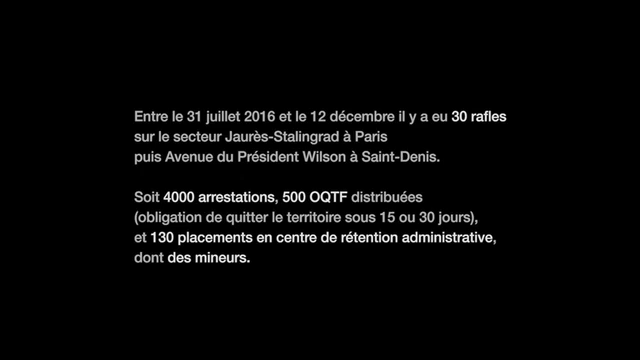 Entre le 31 juillet 2016 et le 12 décembre il y a eu 30 rafles
sur le secteur Jaurès-Stalingrad à Paris
puis Avenue du Président Wilson à Saint-Denis.
Soit 4000 arrestations, 500 OQTF distribuées
(obligation de quitter le territoire sous 15 ou 30 jours),
et 130 placements en centre de rétention administrative,
dont des mineurs.